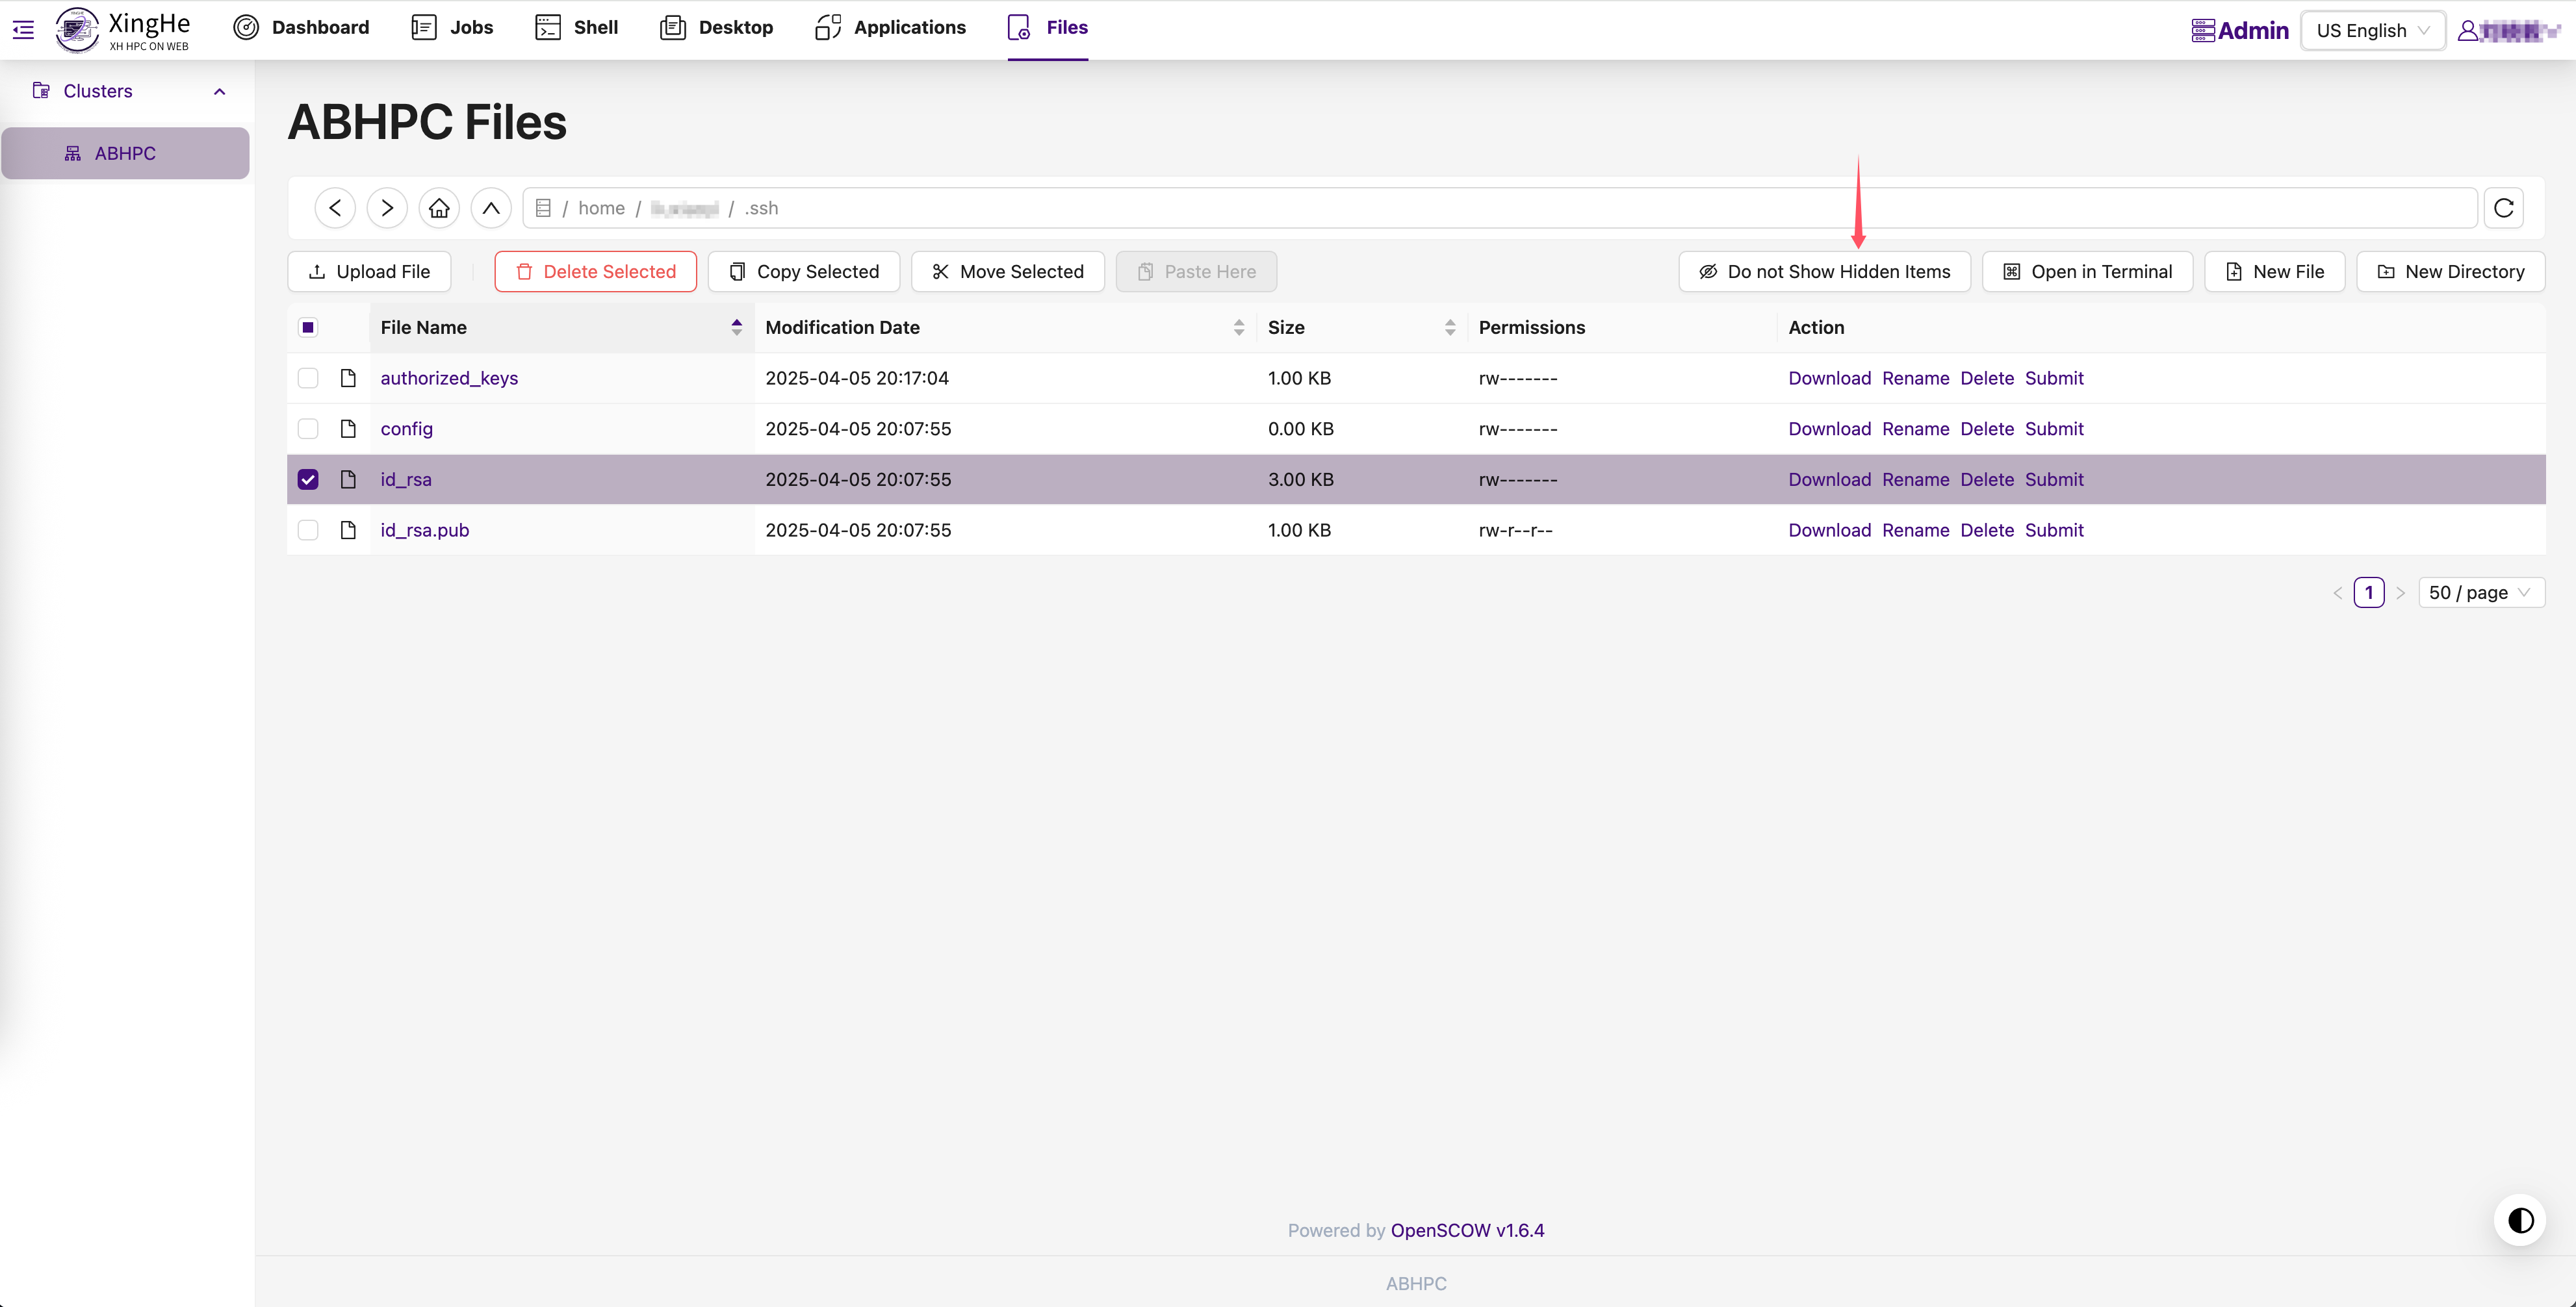 XingHe
XH HPC ON WEB
Dashboard
Jobs
Shell
Desktop
Applications
Files
Admin
US English
Clusters
ABHPC
ABHPC Files
/ home / / .ssh
Upload File
Delete Selected
Copy Selected
Move Selected
Paste Here
Do not Show Hidden Items
Open in Terminal
New File
New Directory
File Name Modification Date Size Permissions Action
authorized_keys 2025-04-05 20:17:04 1.00 KB rw------- Download Rename Delete Submit
config 2025-04-05 20:07:55 0.00 KB rw------- Download Rename Delete Submit
id_rsa 2025-04-05 20:07:55 3.00 KB rw------- Download Rename Delete Submit
id_rsa.pub 2025-04-05 20:07:55 1.00 KB rw-r--r-- Download Rename Delete Submit
< 1 > 50 / page
Powered by OpenSCOW v1.6.4
ABHPC